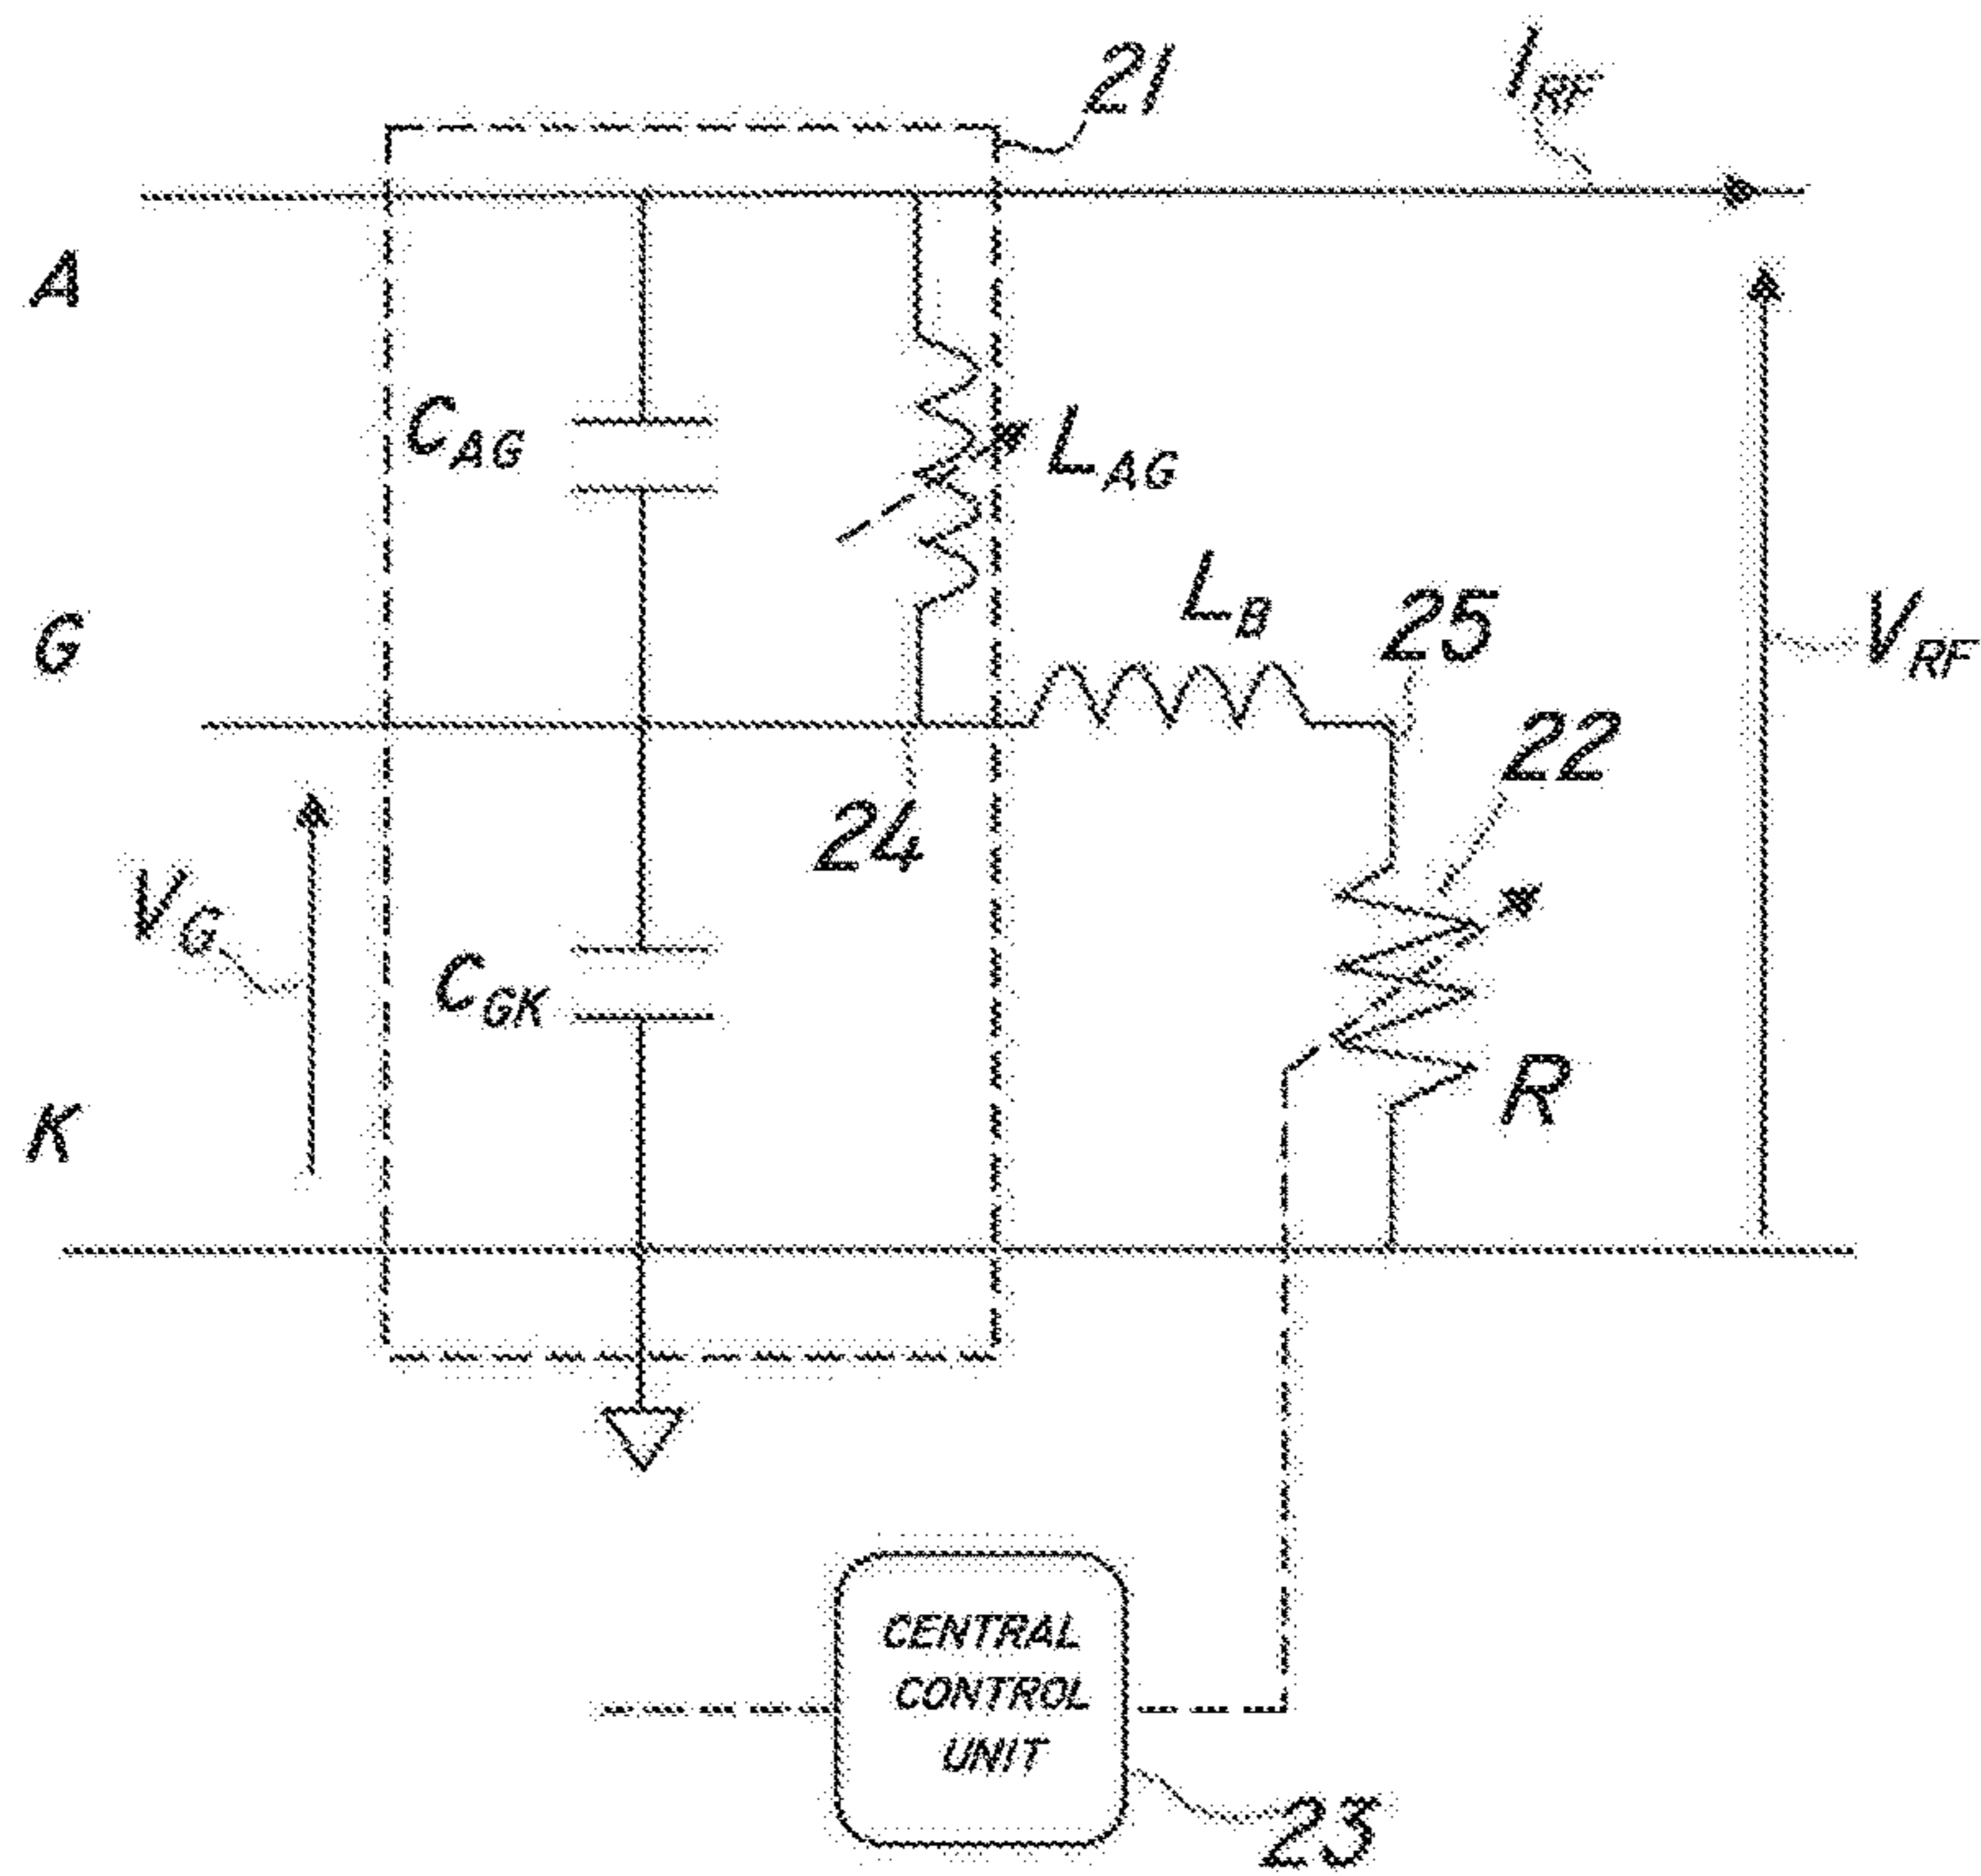 21
I_RF
A
C_AG
L_AG
G
L_B
25
V_RF
22
24
V_G
C_GK
R
K
CENTRAL
CONTROL
UNIT
23